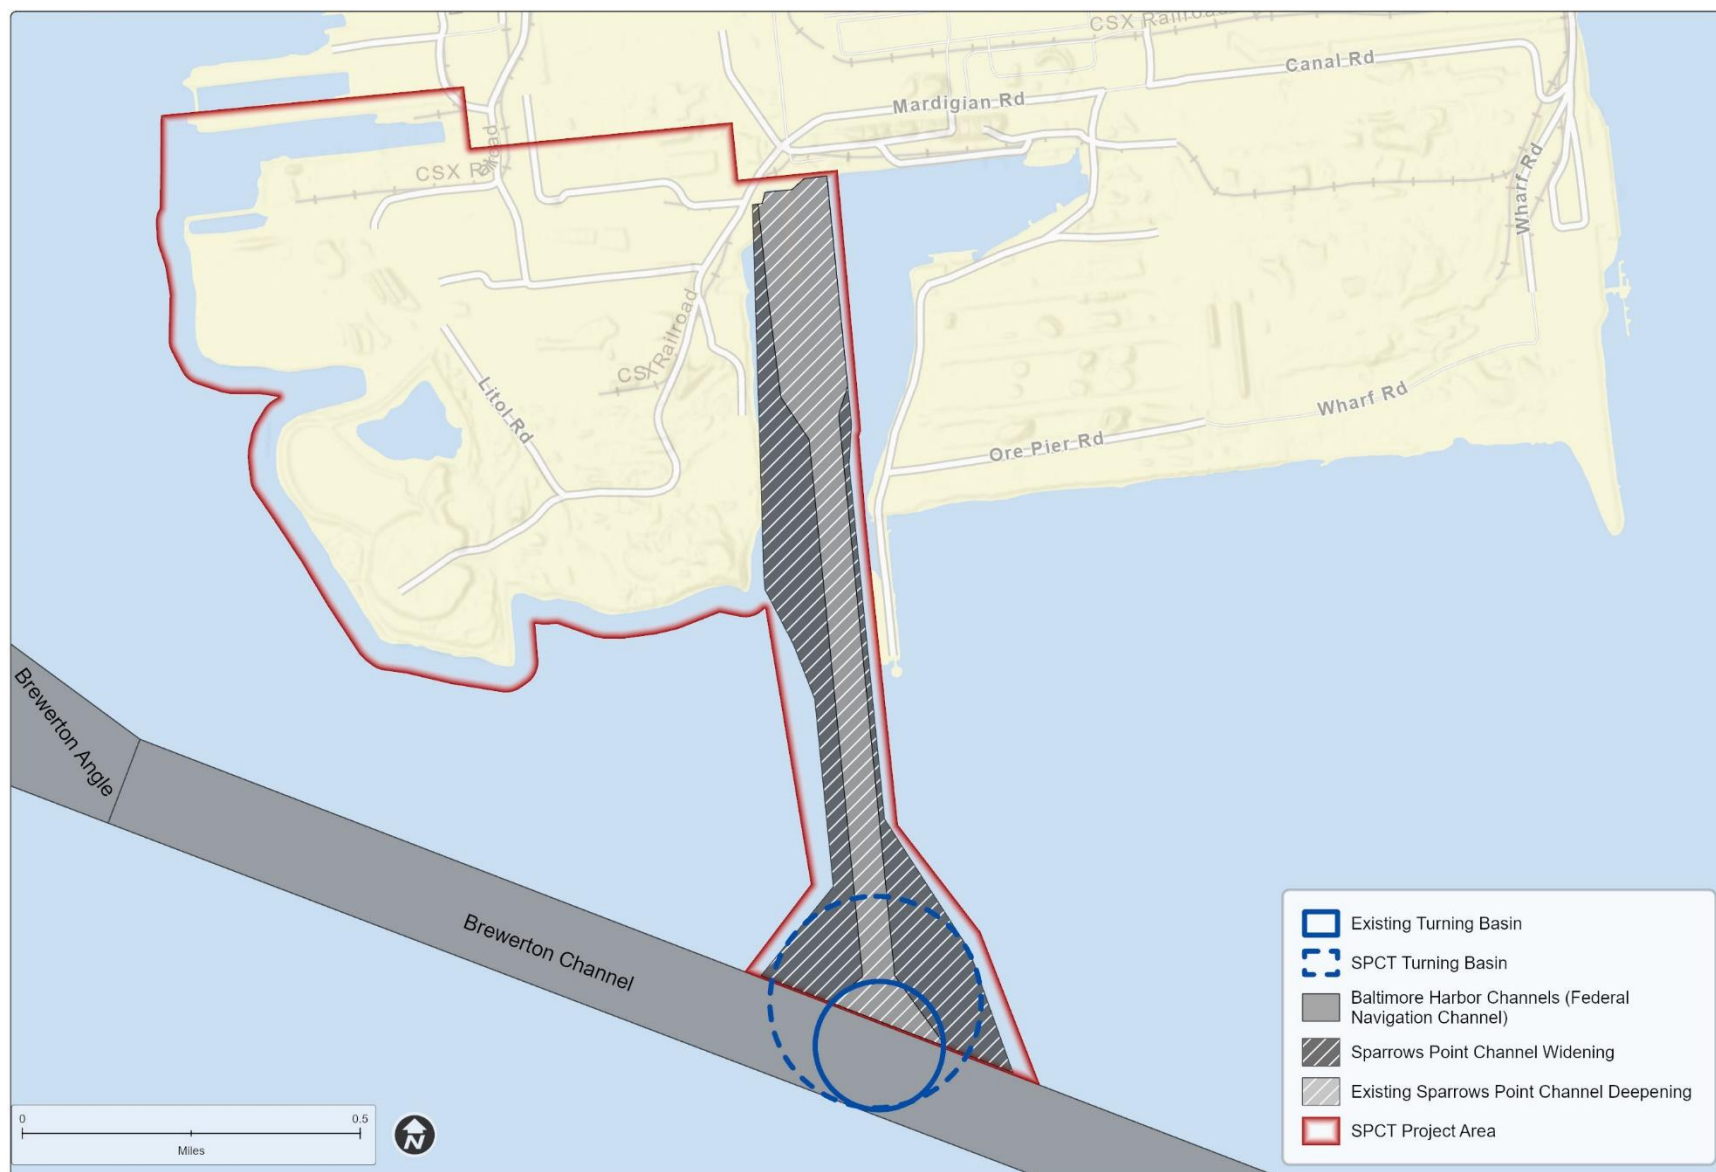 CSX Railroad
Canal Rd
Mardigian Rd
CSX Railroad
Wharf Rd
CSX Railroad
Litol Rd
Wharf Rd
Ore Pier Rd
Brewerton Angle
Brewerton Channel
Existing Turning Basin
SPCT Turning Basin
Baltimore Harbor Channels (Federal
Navigation Channel)
Sparrows Point Channel Widening
Existing Sparrows Point Channel Deepening
SPCT Project Area
0
0.5
Miles
N